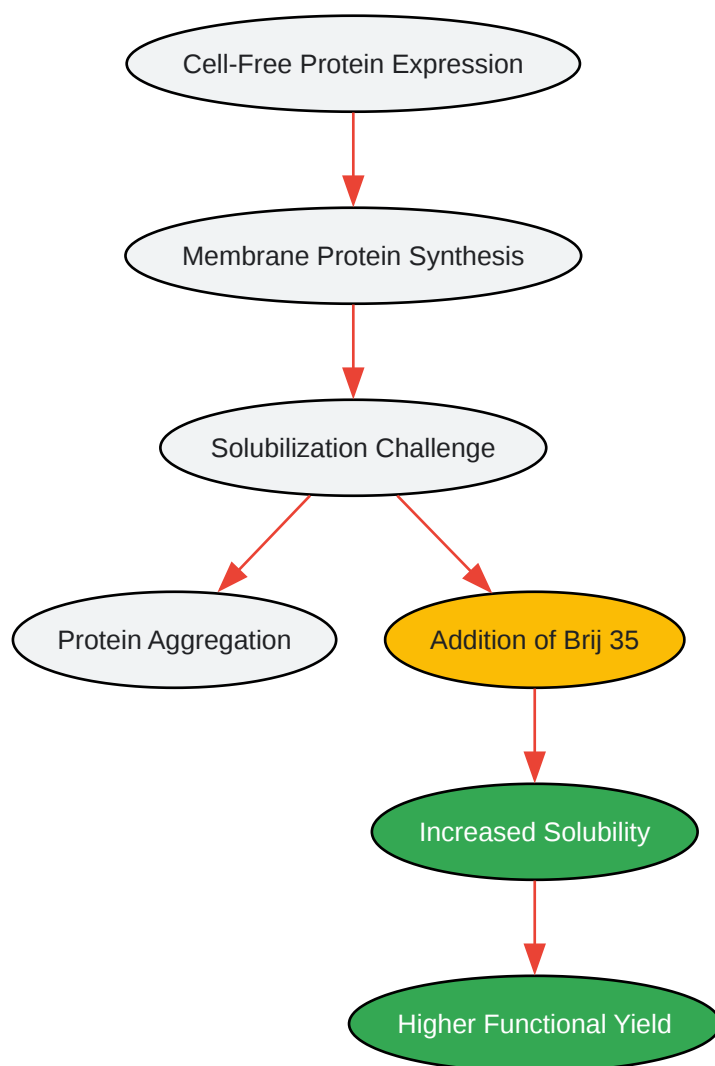 Cell-Free Protein Expression
Membrane Protein Synthesis
Solubilization Challenge
Protein Aggregation
Addition of Brij 35
Increased Solubility
Higher Functional Yield